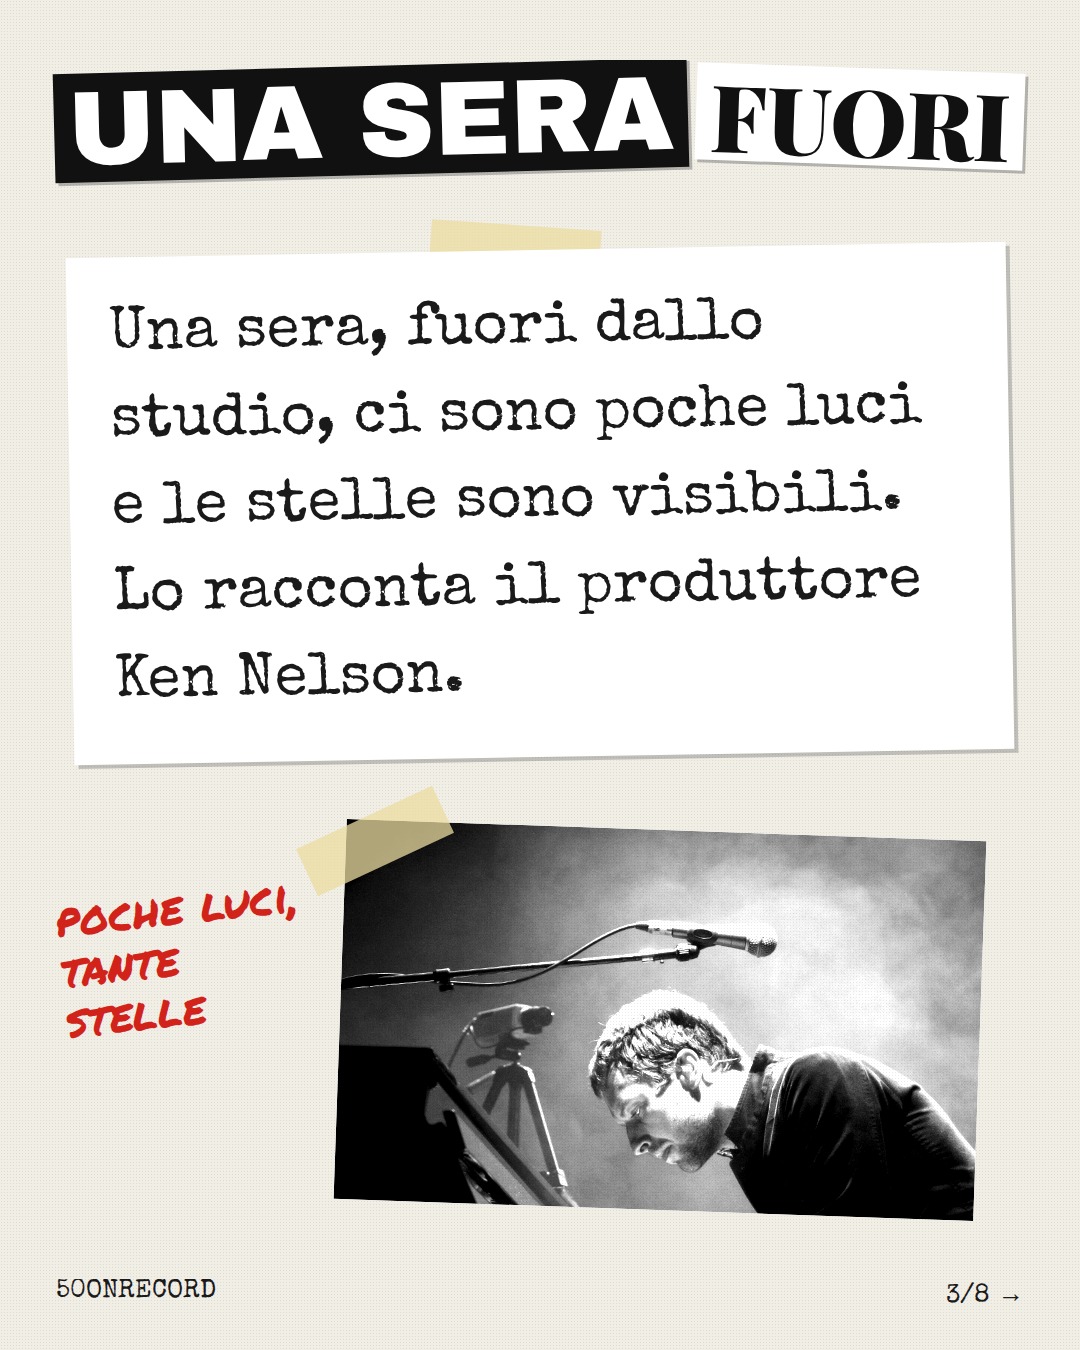 UNA SERA FUORI
Una sera, fuori dallo
studio, ci sono poche luci
e le stelle sono visibili.
Lo racconta il produttore
Ken Nelson.
POCHE LUCI,
TANTE
STELLE
50ONRECORD
3/8 →